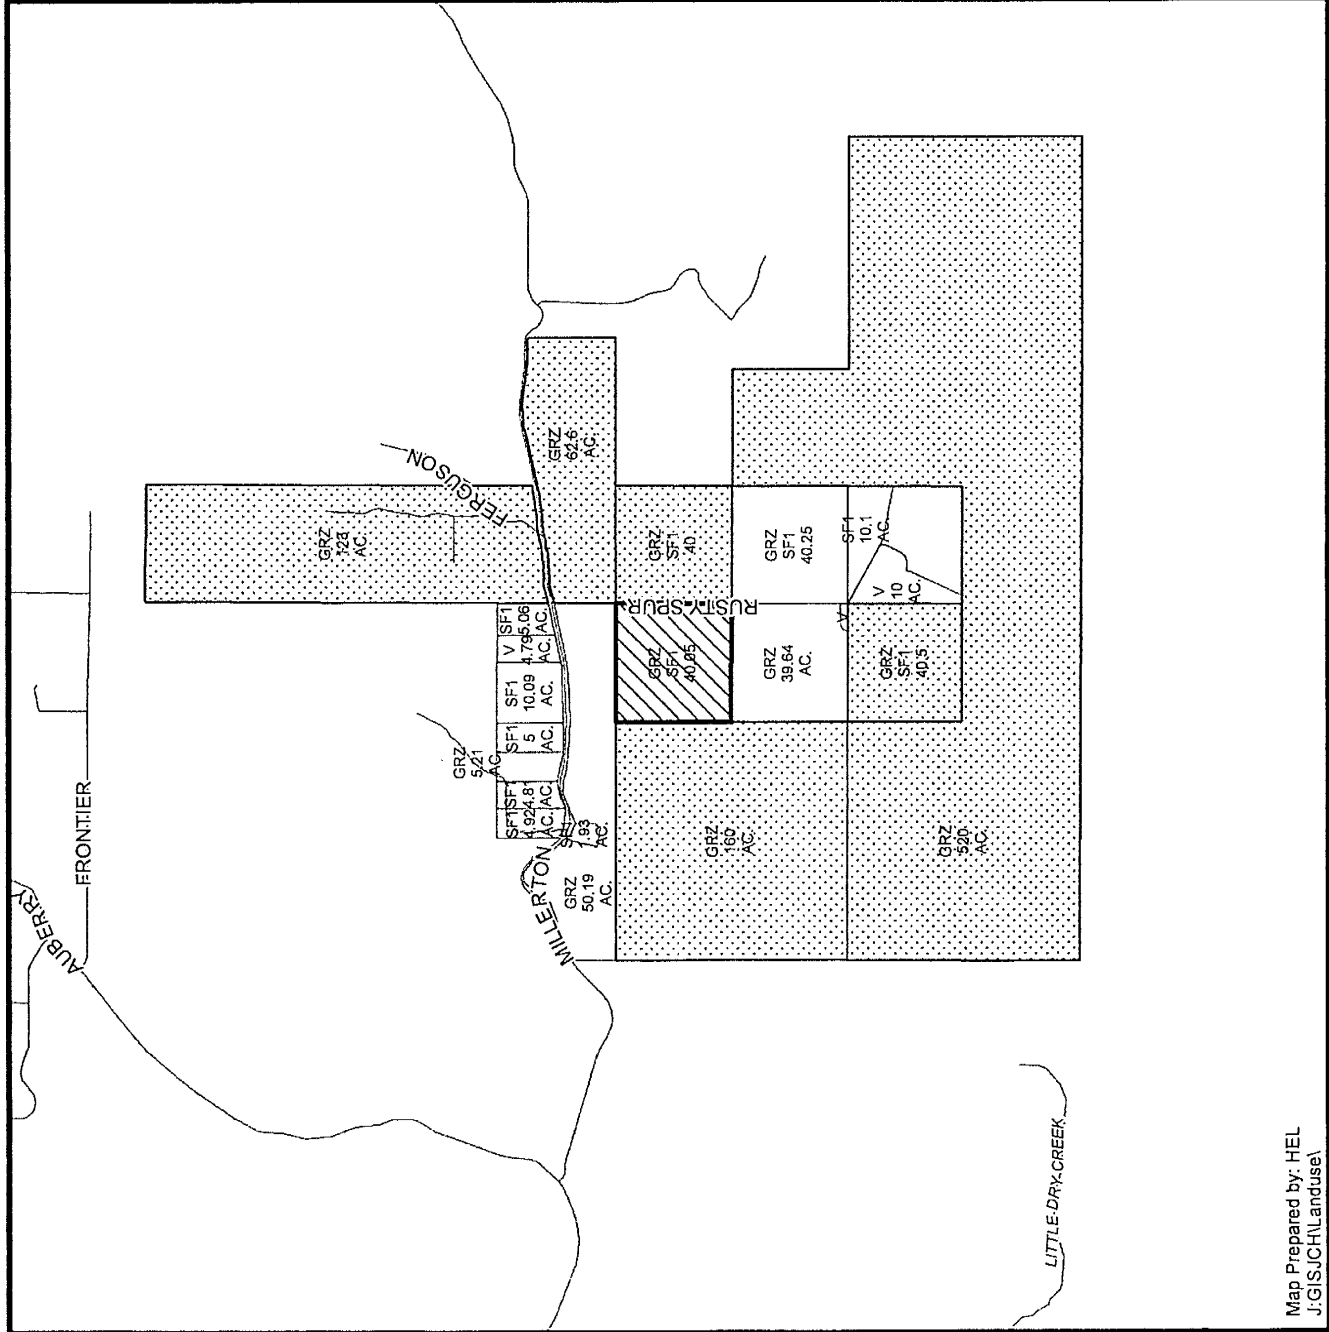 AUBERRY
FRONTIER
FERGUSON
MILLERTON
RUSTY SPUR
LITTLE DRY CREEK
GRZ
123
AC.
GRZ
62.6
AC.
SF1
4.92
AC.
SF1
4.81
AC.
GRZ
5.21
AC.
SF1
5
AC.
SF1
10.09
AC.
V
4.79
AC.
SF1
5.06
AC.
SF1
1.93
AC.
GRZ
50.19
AC.
GRZ
160
AC.
GRZ
SF1
40.05
GRZ
SF1
40
GRZ
39.64
AC.
GRZ
SF1
40.25
V
GRZ
520
AC.
GRZ
SF1
40.5
V
10
AC.
SF1
10.1
AC.
Map Prepared by: HEL
J:GISJCH\Landuse\